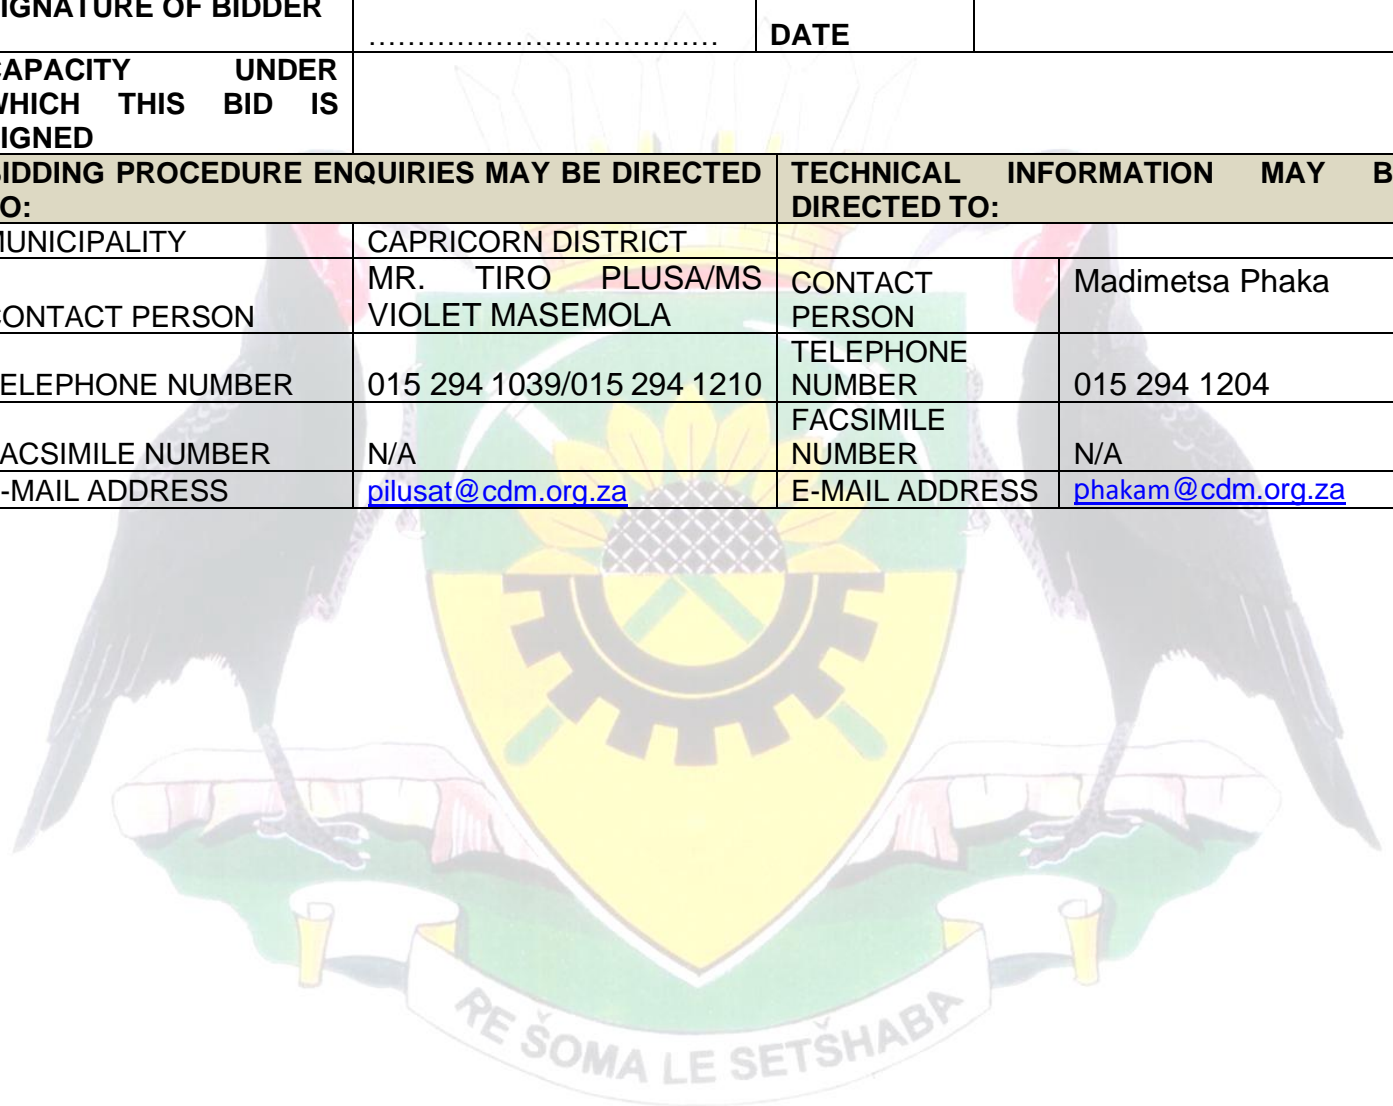 IGNATURE OF BIDDER
.................................... DATE
CAPACITY UNDER
WHICH THIS BID IS
IGNED
BIDDING PROCEDURE ENQUIRIES MAY BE DIRECTED TECHNICAL INFORMATION MAY B
O: DIRECTED TO:
MUNICIPALITY CAPRICORN DISTRICT
MR. TIRO PLUSA/MS CONTACT Madimetsa Phaka
CONTACT PERSON VIOLET MASEMOLA PERSON
TELEPHONE
ELEPHONE NUMBER 015 294 1039/015 294 1210 NUMBER 015 294 1204
FACSIMILE
ACSIMILE NUMBER N/A NUMBER N/A
-MAIL ADDRESS pilusat@cdm.org.za E-MAIL ADDRESS phakam@cdm.org.za
RE ŠOMA LE SETŠHABA